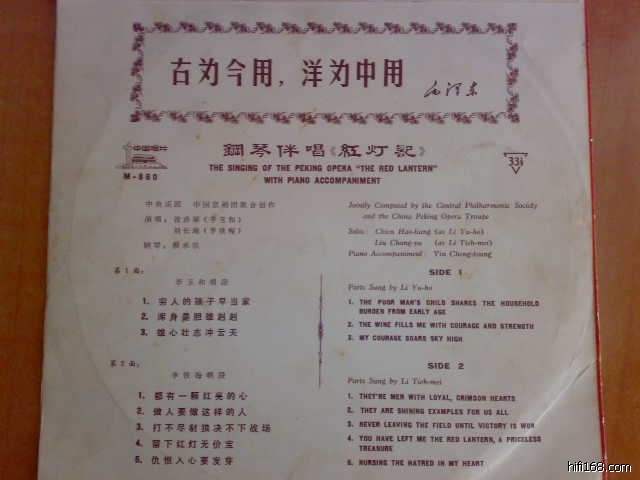 古为今用，洋为中用
毛泽东
中国唱片
M-860
鋼琴伴唱《紅灯記》
THE SINGING OF THE PEKING OPERA "THE RED LANTERN"
WITH PIANO ACCOMPANIMENT
33⅓
中央乐团 中国京剧团联合创作
演唱：
刘长瑜《李铁梅》
钢琴：殷承宗
第1面：
李玉和唱段
1. 穷人的孩子早当家
2. 浑身是胆雄赳赳
3. 雄心壮志冲云天
第2面：
李铁梅唱段
1. 都有一颗红亮的心
2. 做人要做这样的人
3. 打不尽豺狼决不下战场
4. 留下红灯无价宝
5. 仇恨入心要发芽
Jointly Composed by the Central Philharmonic Society
and the China Peking Opera Troupe
Solos: Chien Hao-liang (as Li Yu-ho)
Liu Chang-yu (as Li Tieh-mei)
Piano Accompaniment: Yin Cheng-tsung
SIDE 1
Parts Sung by Li Yu-ho
1. THE POOR MAN'S CHILD SHARES THE HOUSEHOLD
BURDEN FROM EARLY AGE
2. THE WINE FILLS ME WITH COURAGE AND STRENGTH
3. MY COURAGE SOARS SKY HIGH
SIDE 2
Parts Sung by Li Tieh-mei
1. THEY'RE MEN WITH LOYAL, CRIMSON HEARTS
2. THEY ARE SHINING EXAMPLES FOR US ALL
3. NEVER LEAVING THE FIELD UNTIL VICTORY IS WON
4. YOU HAVE LEFT ME THE RED LANTERN, A PRICELESS
TREASURE
5. NURSING THE HATRED IN MY HEART
hifi168.com